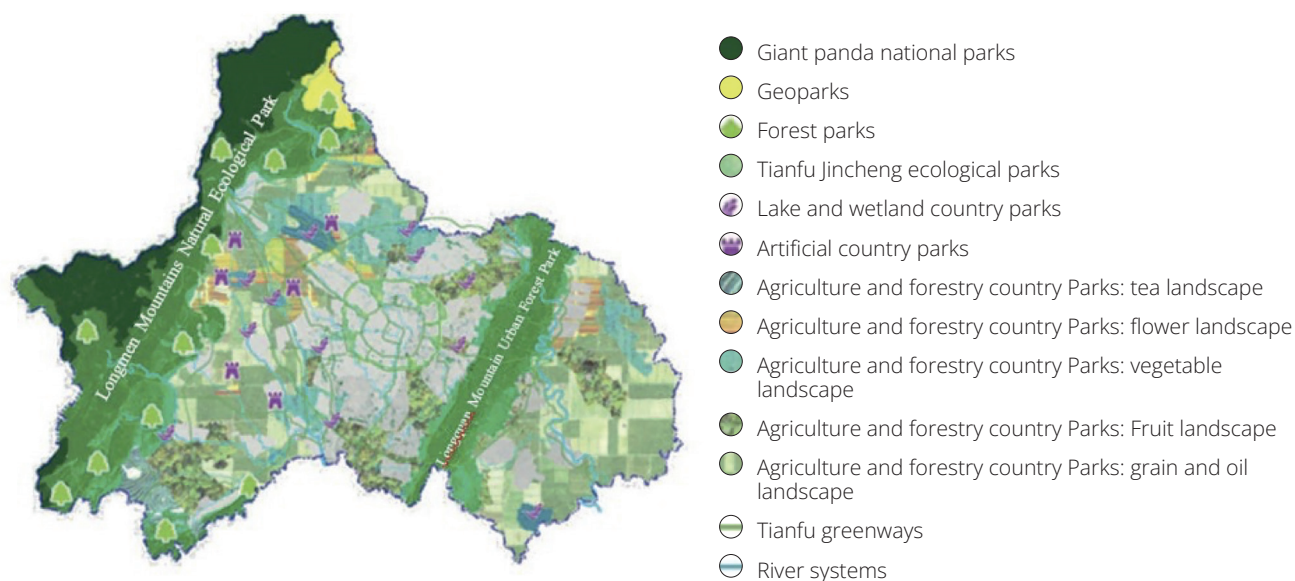 Longmen Mountains Natural Ecological Park
Longquan Mountain Urban Forest Park
Giant panda national parks
Geoparks
Forest parks
Tianfu Jincheng ecological parks
Lake and wetland country parks
Artificial country parks
Agriculture and forestry country Parks: tea landscape
Agriculture and forestry country Parks: flower landscape
Agriculture and forestry country Parks: vegetable
landscape
Agriculture and forestry country Parks: Fruit landscape
Agriculture and forestry country Parks: grain and oil
landscape
Tianfu greenways
River systems